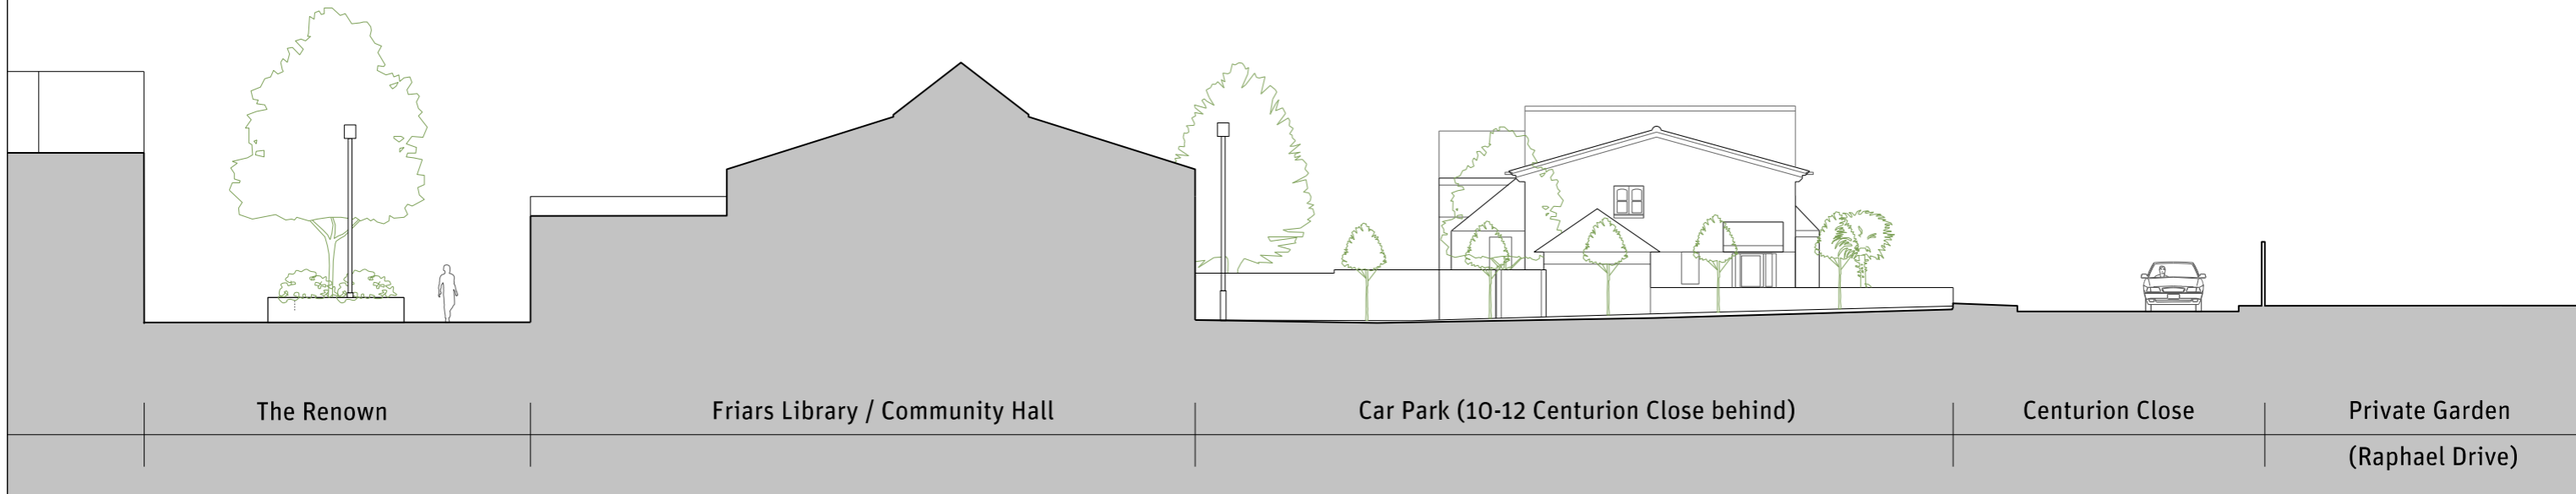 The Renown
Friars Library / Community Hall
Car Park (10-12 Centurion Close behind)
Centurion Close
Private Garden
(Raphael Drive)